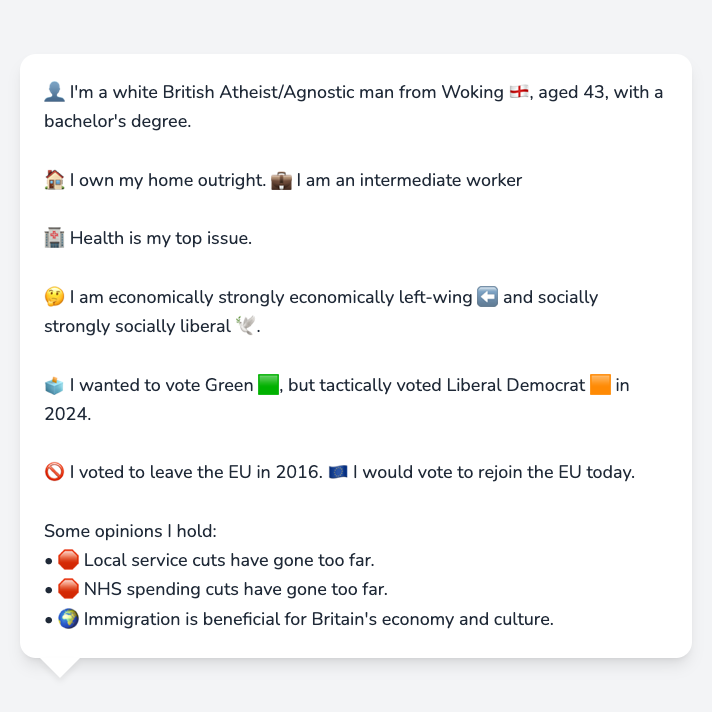 👤 I'm a white British Atheist/Agnostic man from Woking 🏴󠁧󠁢󠁥󠁮󠁧󠁿, aged 43, with a
bachelor's degree.
🏠 I own my home outright. 💼 I am an intermediate worker
🏥 Health is my top issue.
🤔 I am economically strongly economically left-wing ⬅️ and socially
strongly socially liberal 🕊️.
🗳️ I wanted to vote Green 🟩, but tactically voted Liberal Democrat 🟧 in
2024.
🚫 I voted to leave the EU in 2016. 🇪🇺 I would vote to rejoin the EU today.
Some opinions I hold:
• 🛑 Local service cuts have gone too far.
• 🛑 NHS spending cuts have gone too far.
• 🌍 Immigration is beneficial for Britain's economy and culture.